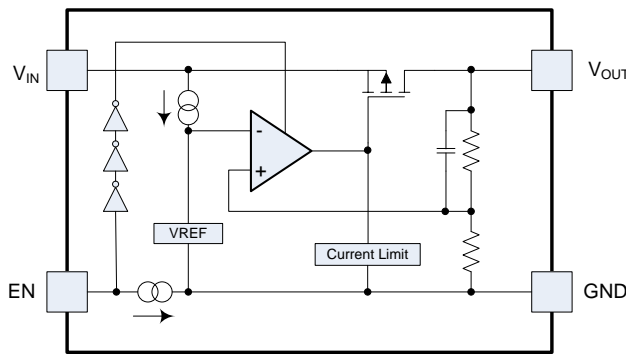 V_IN
V_OUT
-
+
VREF
Current Limit
EN
GND